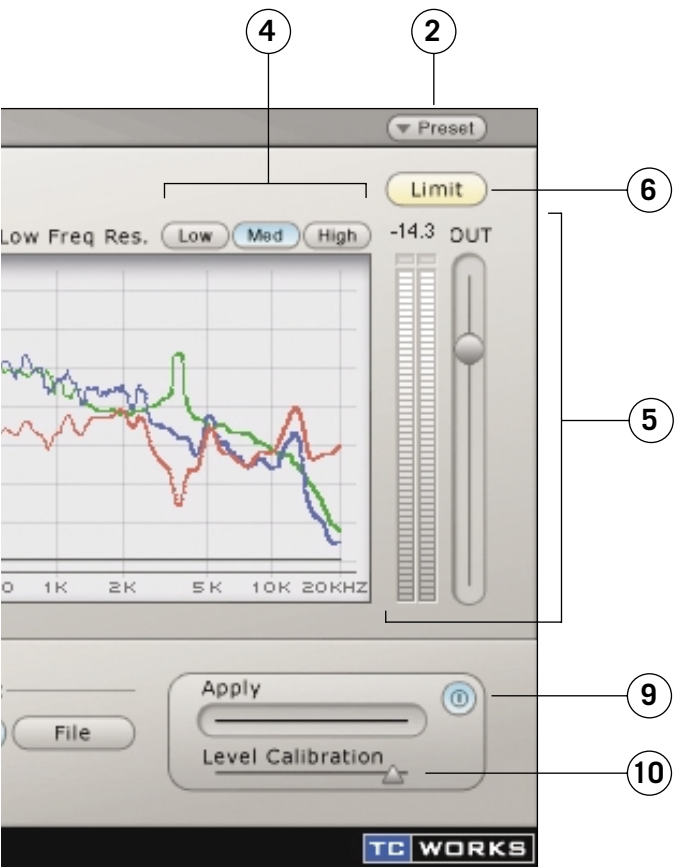 4 2
Preset
Limit 6
Low Freq Res. Low Med High -14.3 OUT
5
0 1K 2K 5K 10K 20KHZ
Apply 9
File
Level Calibration 10
TC WORKS